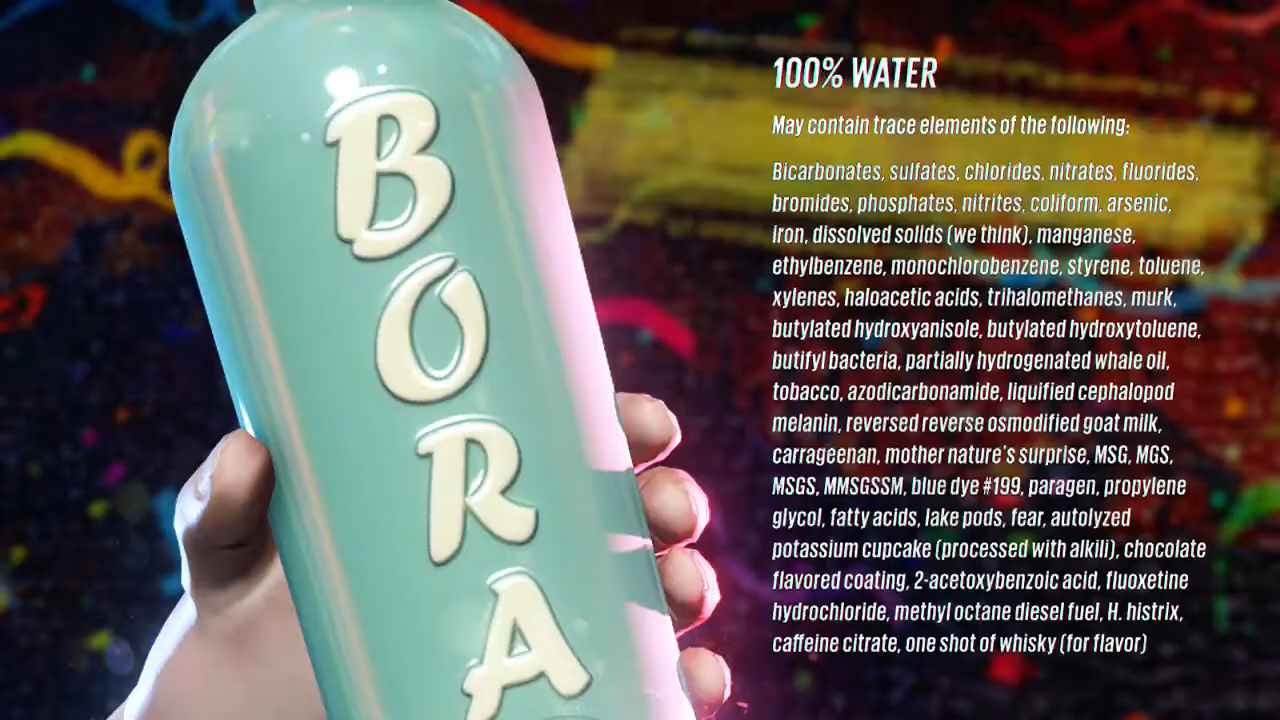 BORA
100% WATER
May contain trace elements of the following:
Bicarbonates, sulfates, chlorides, nitrates, fluorides,
bromides, phosphates, nitrites, coliform, arsenic,
iron, dissolved solids (we think), manganese,
ethylbenzene, monochlorobenzene, styrene, toluene,
xylenes, haloacetic acids, trihalomethanes, murk,
butylated hydroxyanisole, butylated hydroxytoluene,
butifyl bacteria, partially hydrogenated whale oil,
tobacco, azodicarbonamide, liquified cephalopod
melanin, reversed reverse osmodified goat milk,
carrageenan, mother nature's surprise, MSG, MGS,
MSGS, MMSGSSM, blue dye #199, paragen, propylene
glycol, fatty acids, lake pods, fear, autolyzed
potassium cupcake (processed with alkili), chocolate
flavored coating, 2-acetoxybenzoic acid, fluoxetine
hydrochloride, methyl octane diesel fuel, H. histrix,
caffeine citrate, one shot of whisky (for flavor)